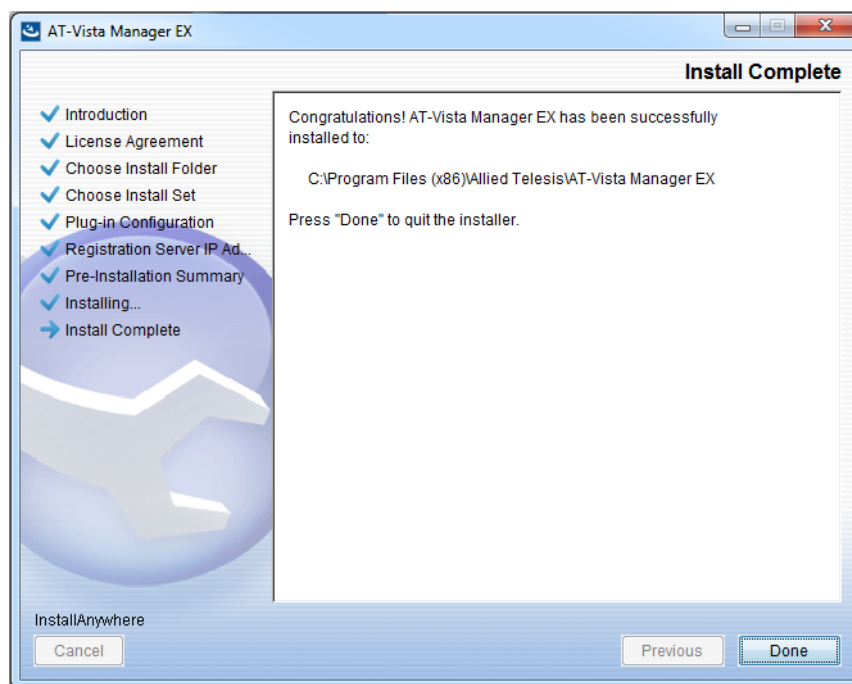 AT-Vista Manager EX
Install Complete
Introduction
License Agreement
Choose Install Folder
Choose Install Set
Plug-in Configuration
Registration Server IP Ad...
Pre-Installation Summary
Installing...
Install Complete
Congratulations! AT-Vista Manager EX has been successfully
installed to:
C:\Program Files (x86)\Allied Telesis\AT-Vista Manager EX
Press "Done" to quit the installer.
InstallAnywhere
Cancel
Previous
Done